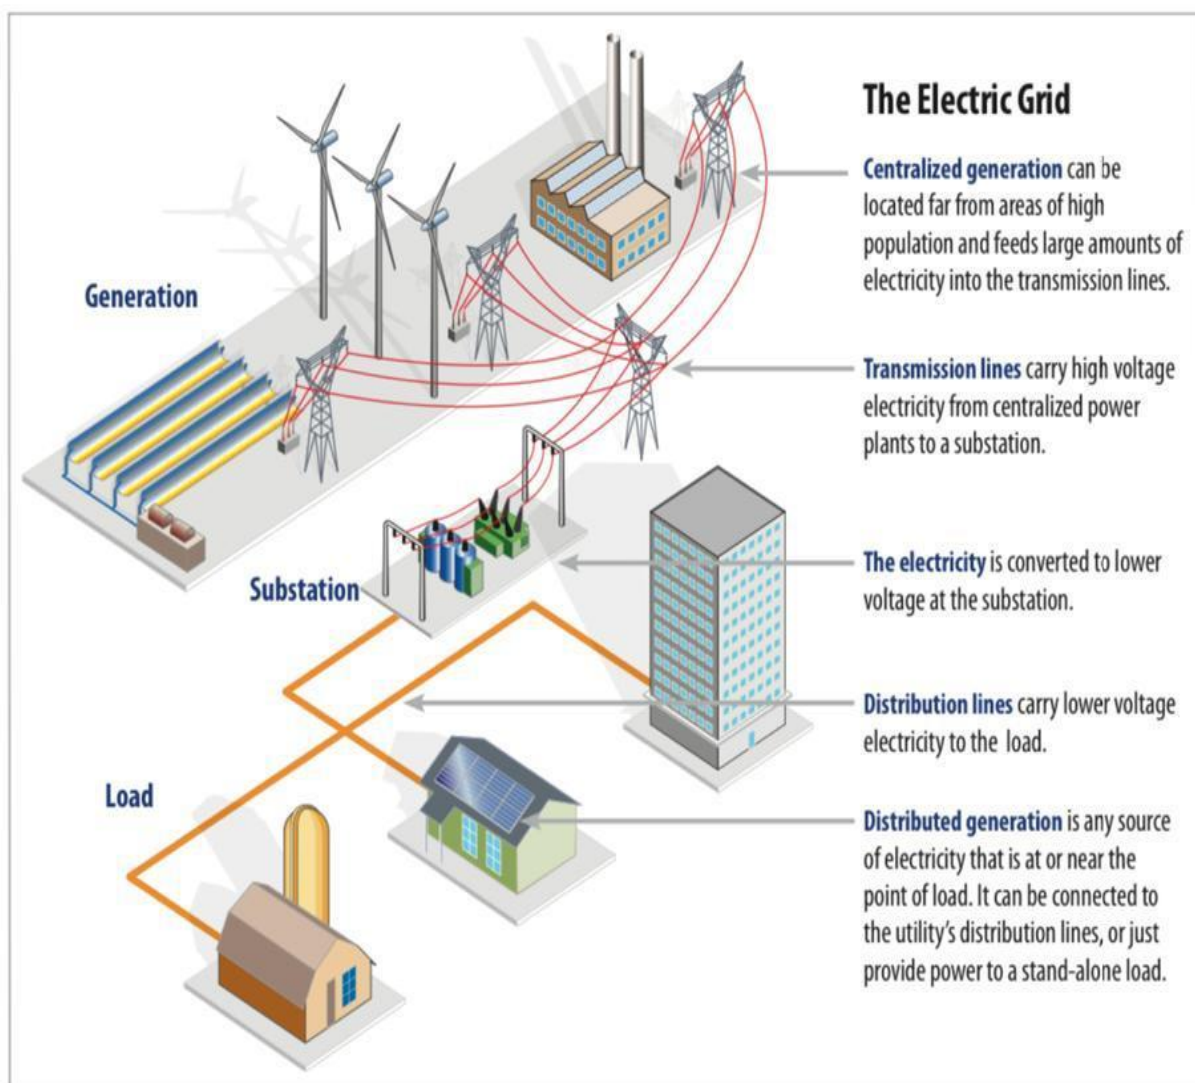 The Electric Grid
Centralized generation can be
located far from areas of high
population and feeds large amounts of
electricity into the transmission lines.
Generation
Transmission lines carry high voltage
electricity from centralized power
plants to a substation.
Substation
The electricity is converted to lower
voltage at the substation.
Distribution lines carry lower voltage
electricity to the load.
Load
Distributed generation is any source
of electricity that is at or near the
point of load. It can be connected to
the utility's distribution lines, or just
provide power to a stand-alone load.